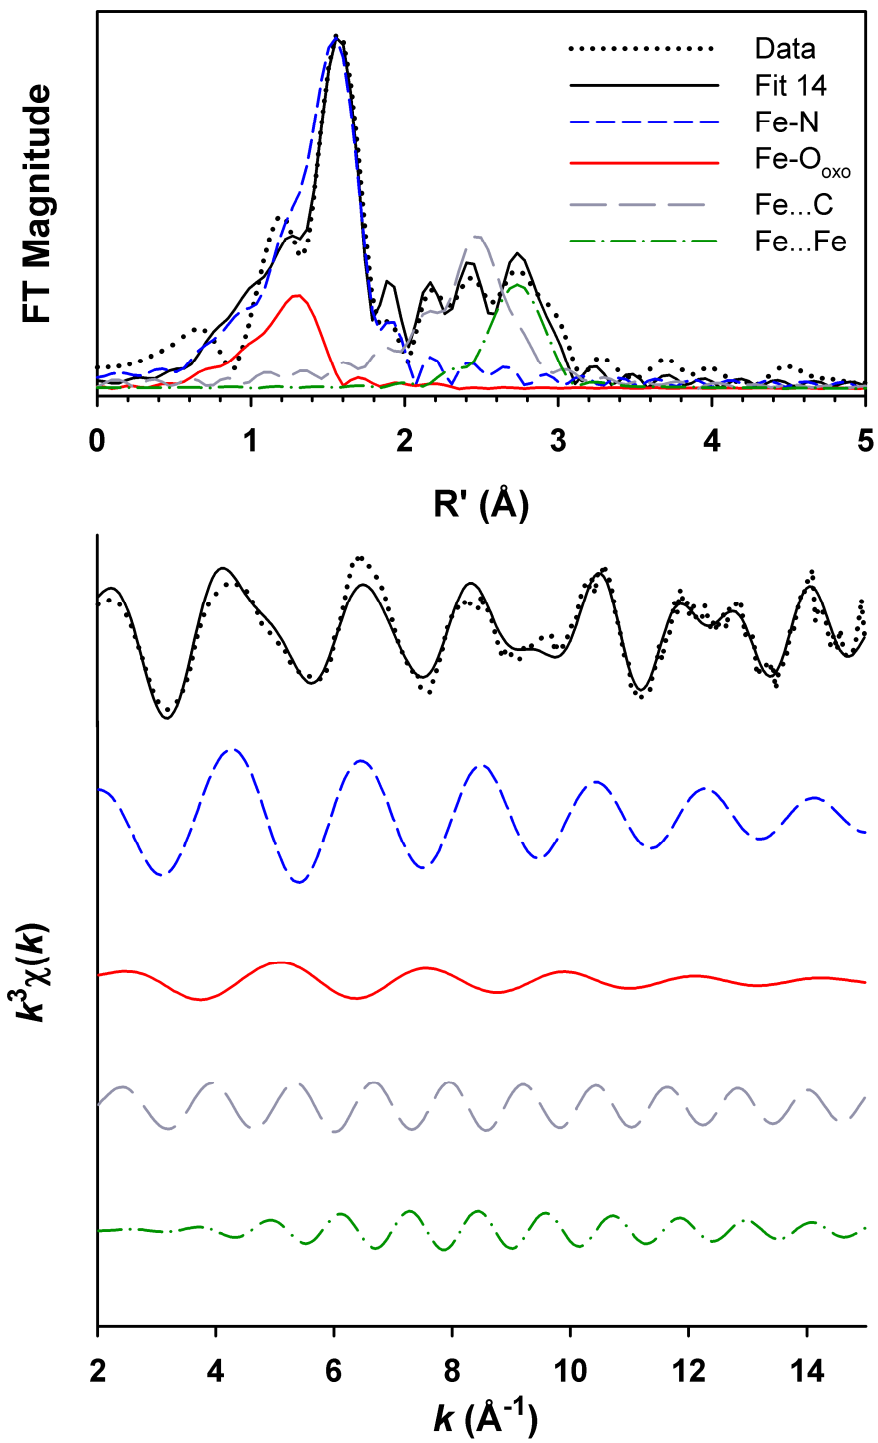 FT Magnitude
Data
Fit 14
Fe-N
Fe-Ooxo
Fe...C
Fe...Fe
0 1 2 3 4 5
R' (Å)
k³χ(k)
2 4 6 8 10 12 14
k (Å⁻¹)